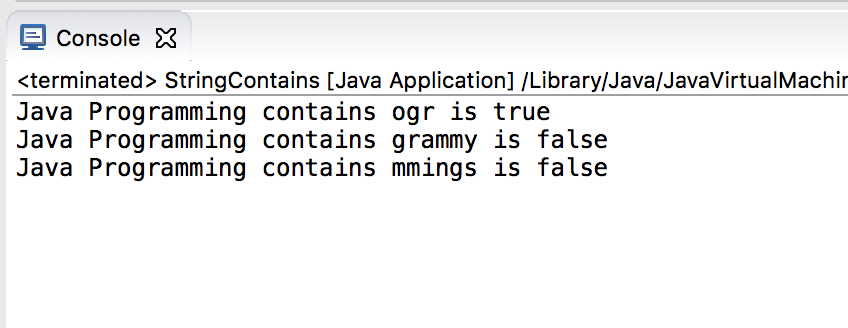 Console
<terminated> StringContains [Java Application] /Library/Java/JavaVirtualMachin
Java Programming contains ogr is true
Java Programming contains grammy is false
Java Programming contains mmings is false